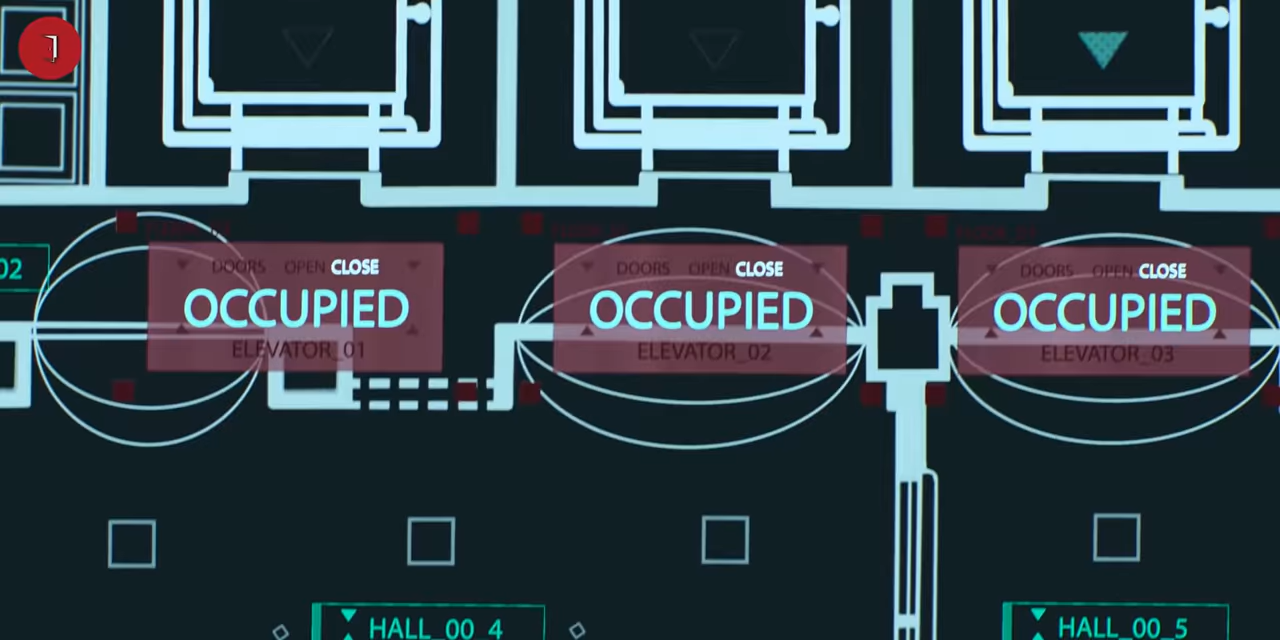 DOORS OPEN CLOSE
OCCUPIED
ELEVATOR_01
DOORS OPEN CLOSE
OCCUPIED
ELEVATOR_02
DOORS OPEN CLOSE
OCCUPIED
ELEVATOR_03
02
HALL_00_4
HALL_00_5